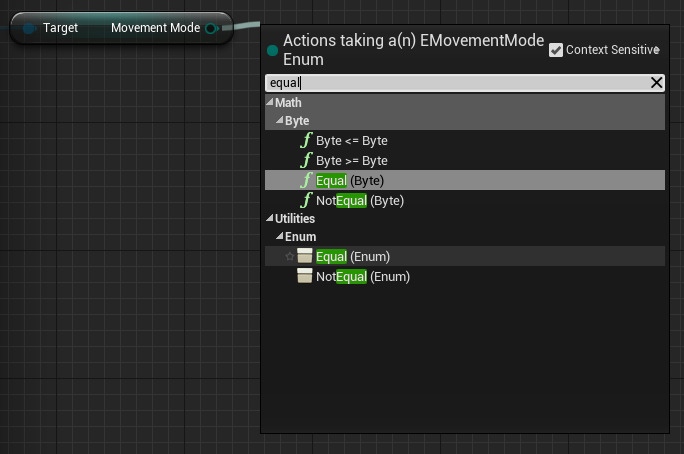 Target Movement Mode
Actions taking a(n) EMovementMode
Enum
Context Sensitive
equal
Math
Byte
Byte <= Byte
Byte >= Byte
Equal (Byte)
NotEqual (Byte)
Utilities
Enum
Equal (Enum)
NotEqual (Enum)